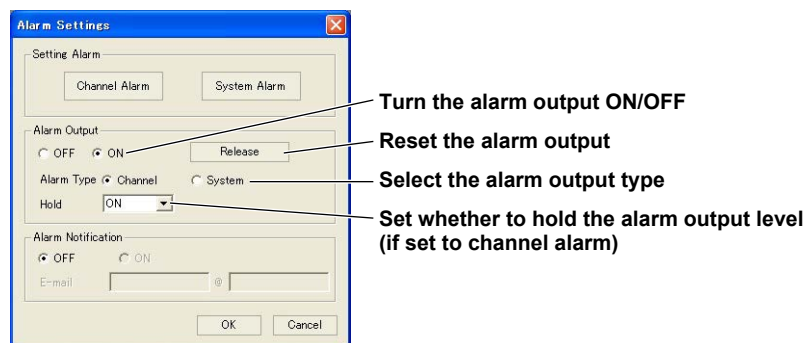 Alarm Settings
Setting Alarm
Channel Alarm System Alarm
Turn the alarm output ON/OFF
Alarm Output
OFF ON Release
Reset the alarm output
Alarm Type Channel System
Select the alarm output type
Hold ON
Set whether to hold the alarm output level
(if set to channel alarm)
Alarm Notification
OFF ON
E-mail @
OK Cancel